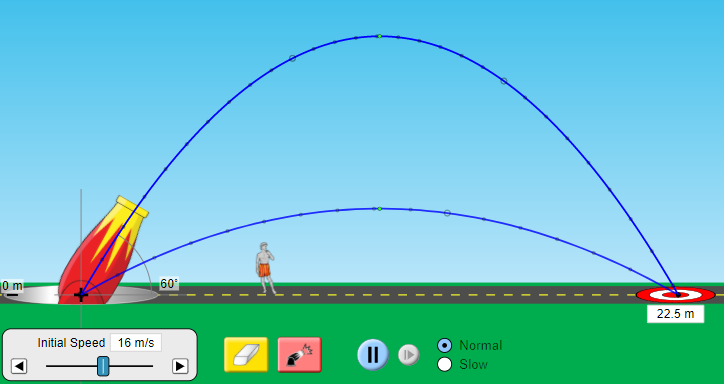 0 m
60°
22.5 m
Initial Speed 16 m/s
Normal
Slow